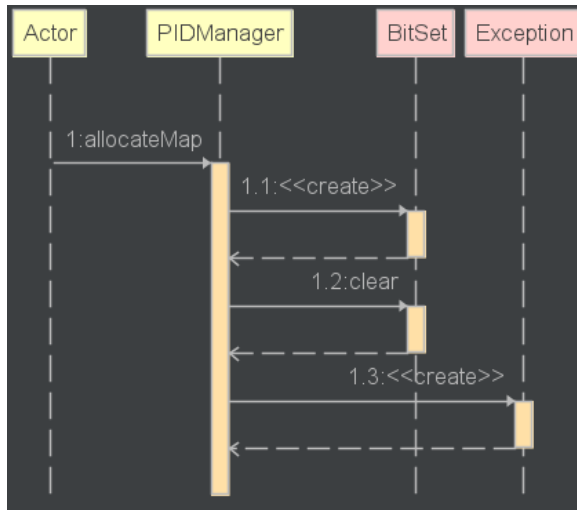 Actor PIDManager BitSet Exception
1:allocateMap
1.1:<<create>>
1.2:clear
1.3:<<create>>